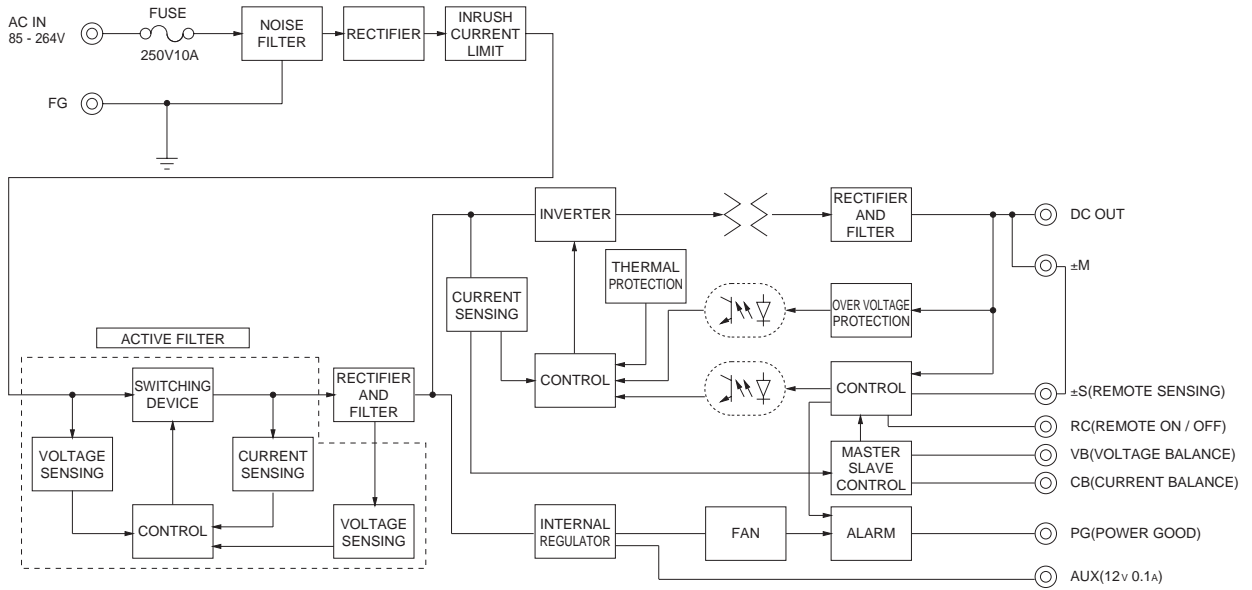 AC IN
85 - 264V
FUSE
250V10A
NOISE
FILTER
RECTIFIER
INRUSH
CURRENT
LIMIT
FG
INVERTER
RECTIFIER
AND
FILTER
DC OUT
±M
THERMAL
PROTECTION
CURRENT
SENSING
OVER VOLTAGE
PROTECTION
CONTROL
CONTROL
±S(REMOTE SENSING)
RC(REMOTE ON / OFF)
ACTIVE FILTER
SWITCHING
DEVICE
RECTIFIER
AND
FILTER
VOLTAGE
SENSING
CURRENT
SENSING
CONTROL
VOLTAGE
SENSING
MASTER
SLAVE
CONTROL
VB(VOLTAGE BALANCE)
CB(CURRENT BALANCE)
INTERNAL
REGULATOR
FAN
ALARM
PG(POWER GOOD)
AUX(12V 0.1A)